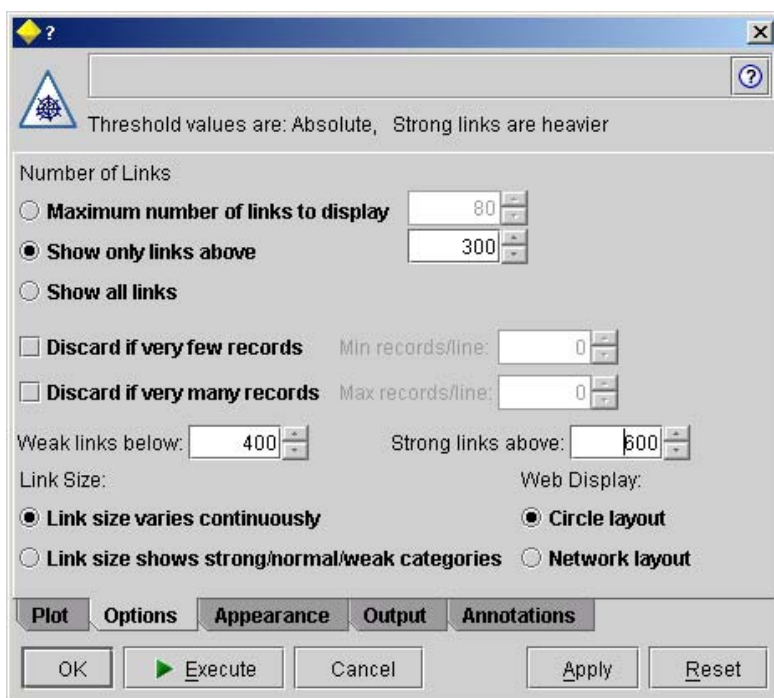 ?
Threshold values are: Absolute, Strong links are heavier
Number of Links
Maximum number of links to display 80
Show only links above 300
Show all links
Discard if very few records Min records/line: 0
Discard if very many records Max records/line: 0
Weak links below: 400 Strong links above: 600
Link Size: Web Display:
Link size varies continuously Circle layout
Link size shows strong/normal/weak categories Network layout
Plot Options Appearance Output Annotations
OK Execute Cancel Apply Reset